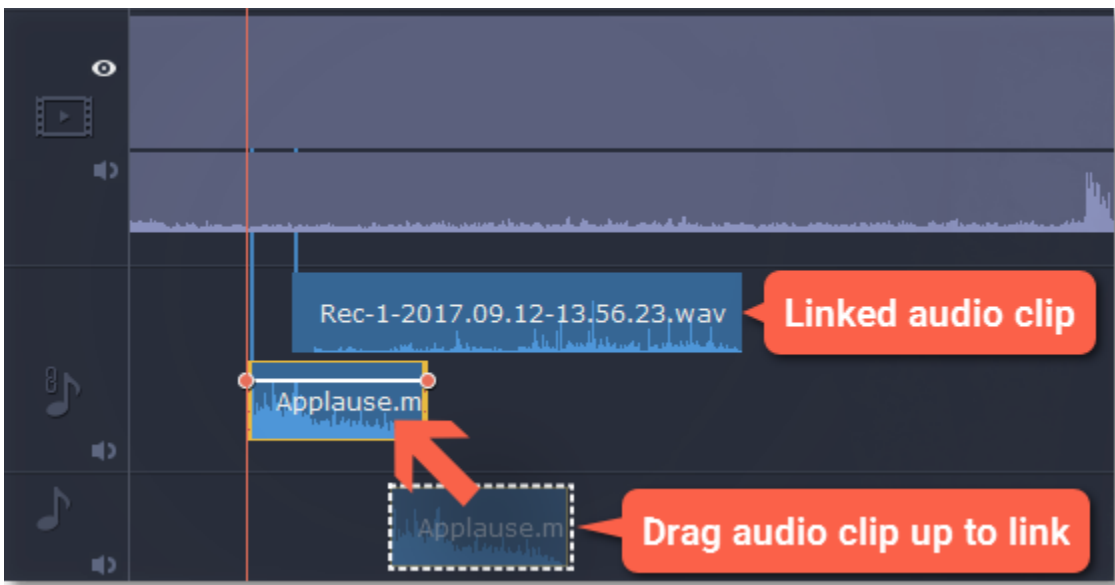 Rec-1-2017.09.12-13.56.23.wav
Linked audio clip
Applause.m
Applause.m
Drag audio clip up to link